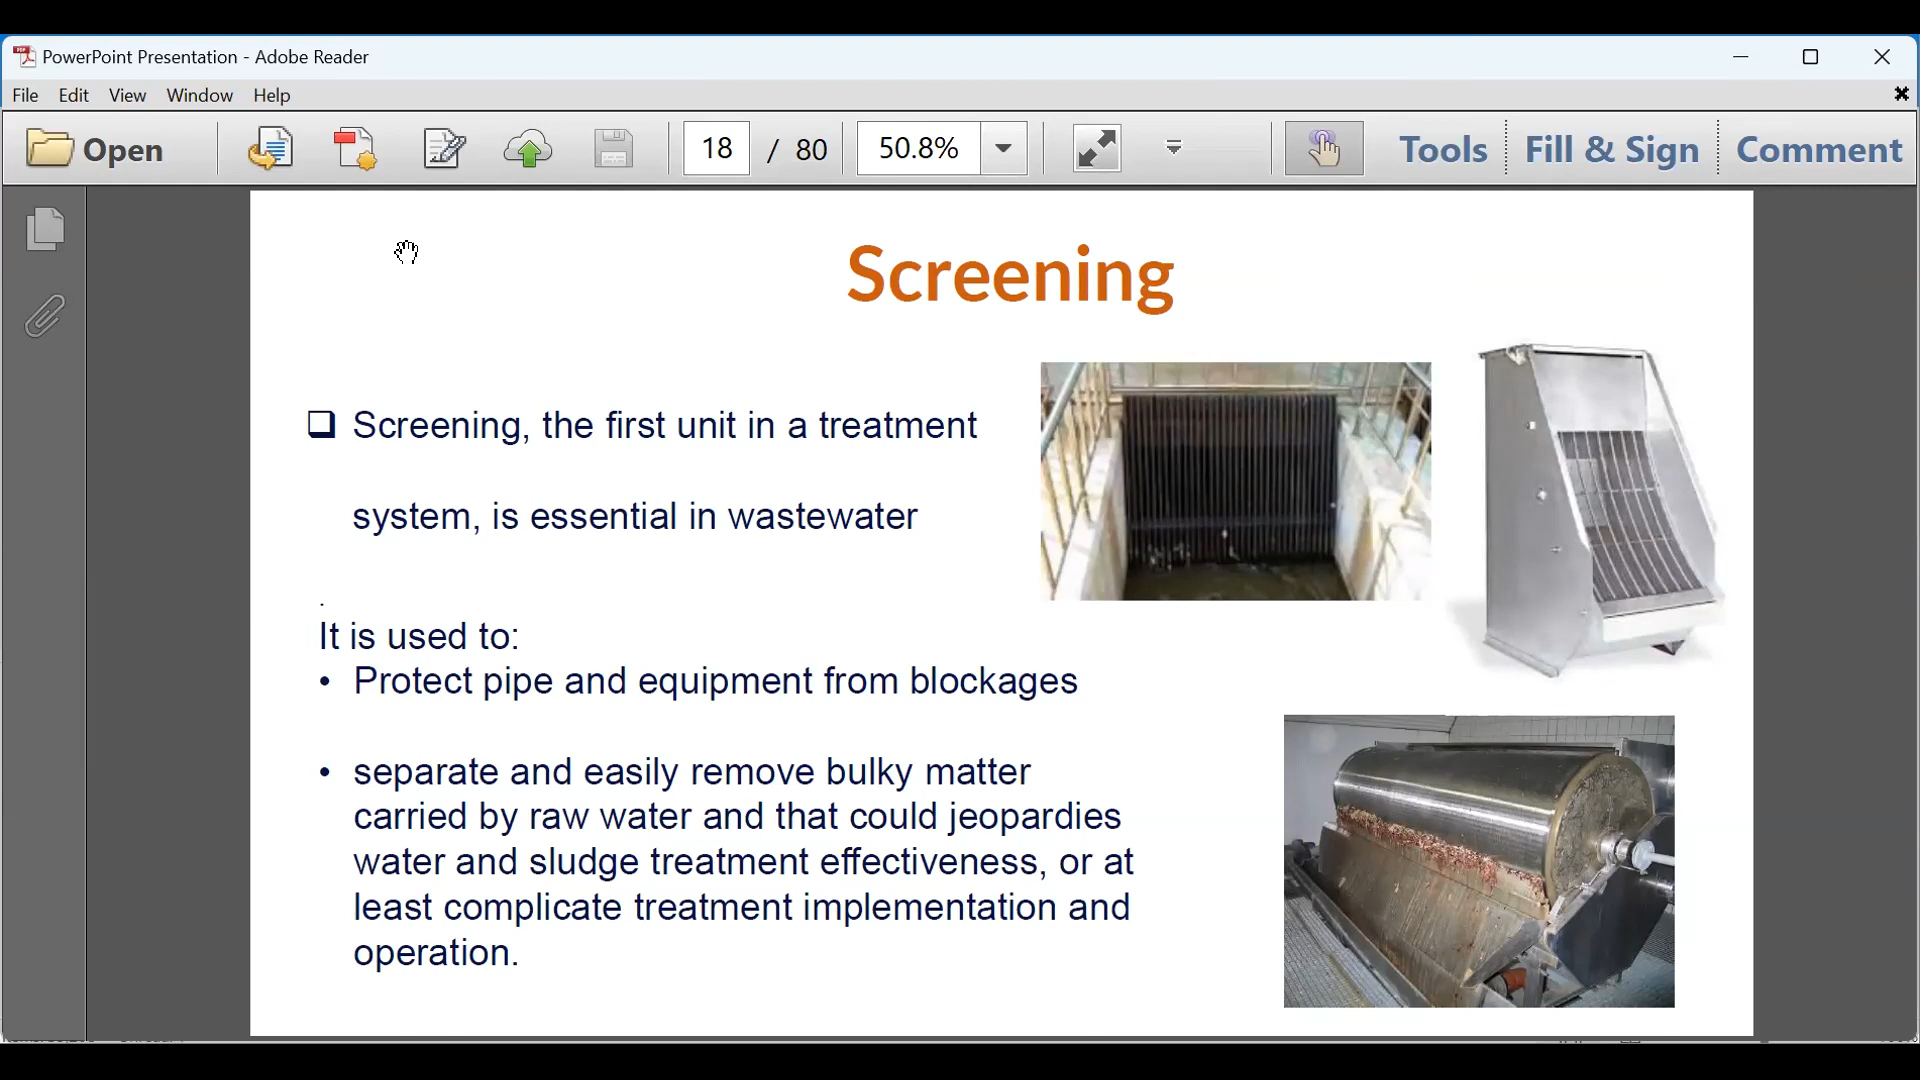 PowerPoint Presentation - Adobe Reader
File Edit View Window Help
Open 18 / 80 50.8% Tools Fill & Sign Comment
Screening
Screening, the first unit in a treatment
system, is essential in wastewater
.
It is used to:
• Protect pipe and equipment from blockages
• separate and easily remove bulky matter
carried by raw water and that could jeopardies
water and sludge treatment effectiveness, or at
least complicate treatment implementation and
operation.